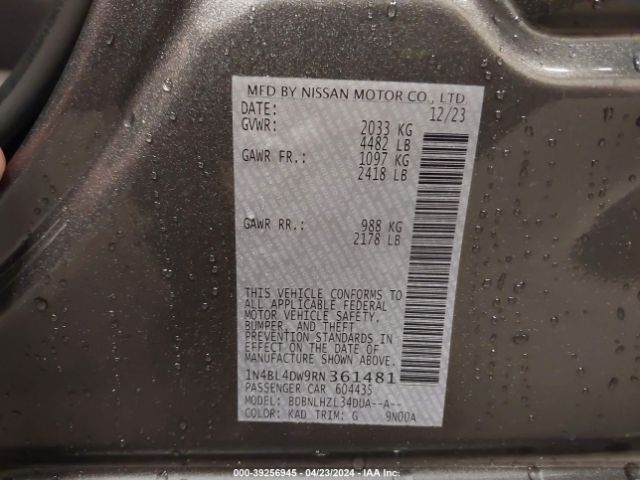 MFD BY NISSAN MOTOR CO., LTD
DATE: 12/23
GVWR: 2033 KG
4482 LB
GAWR FR.: 1097 KG
2418 LB
GAWR RR.: 988 KG
2178 LB
THIS VEHICLE CONFORMS TO
ALL APPLICABLE FEDERAL
MOTOR VEHICLE SAFETY,
BUMPER, AND THEFT
PREVENTION STANDARDS IN
EFFECT ON THE DATE OF
MANUFACTURE SHOWN ABOVE.
1N4BL4DW9RN361481
PASSENGER CAR 604435
MODEL: BDBNLHZL34DUA--A--
COLOR: KAD TRIM: G 9N00A
000-39256945 - 04/23/2024 - IAA Inc.